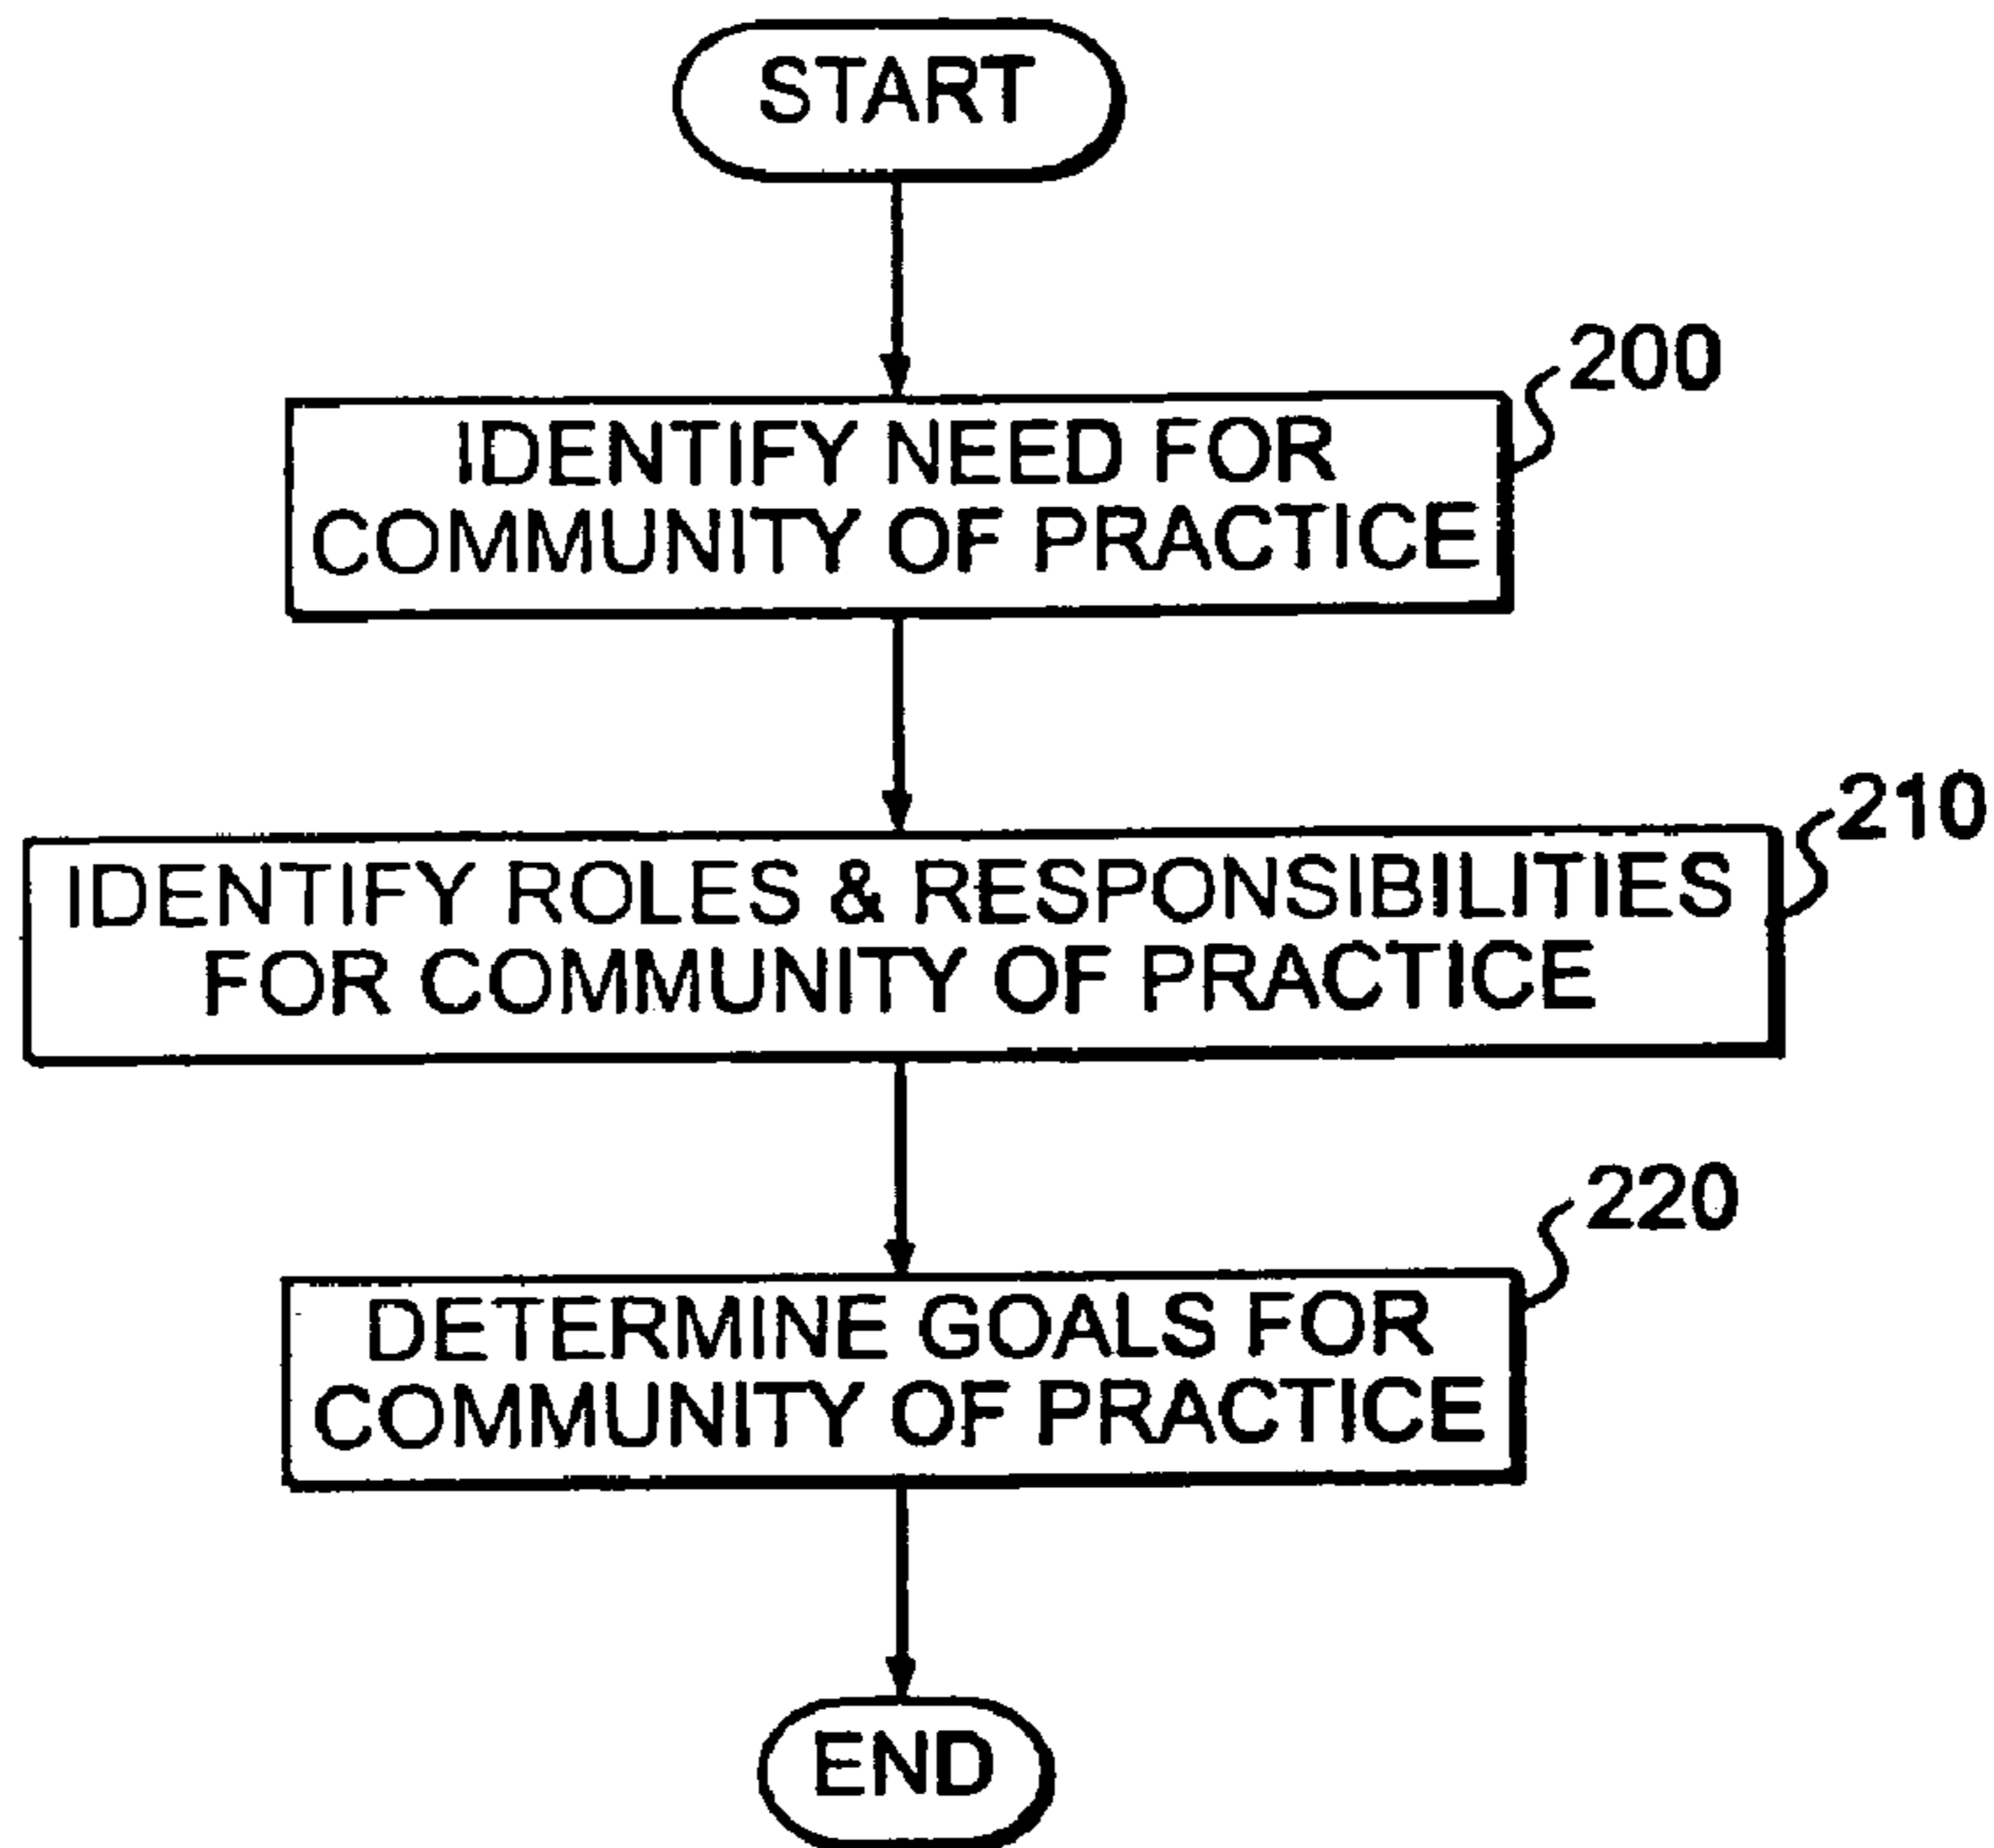 START
200
IDENTIFY NEED FOR
COMMUNITY OF PRACTICE
210
IDENTIFY ROLES & RESPONSIBILITIES
FOR COMMUNITY OF PRACTICE
220
DETERMINE GOALS FOR
COMMUNITY OF PRACTICE
END